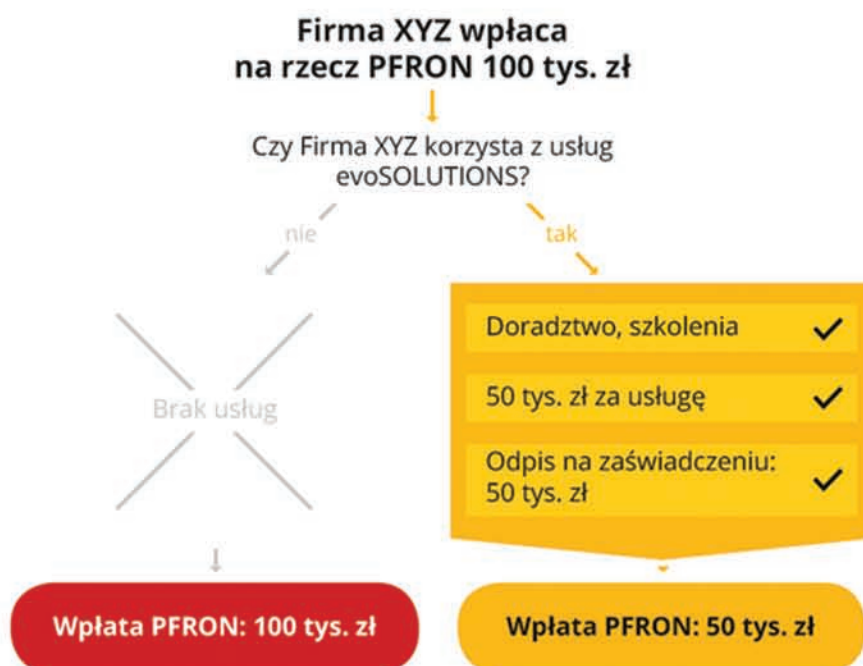 Firma XYZ wpłaca
na rzecz PFRON 100 tys. zł
Czy Firma XYZ korzysta z usług
evoSOLUTIONS?
nie
tak
Brak usług
Doradztwo, szkolenia
50 tys. zł za usługę
Odpis na zaświadczeniu:
50 tys. zł
Wpłata PFRON: 100 tys. zł
Wpłata PFRON: 50 tys. zł